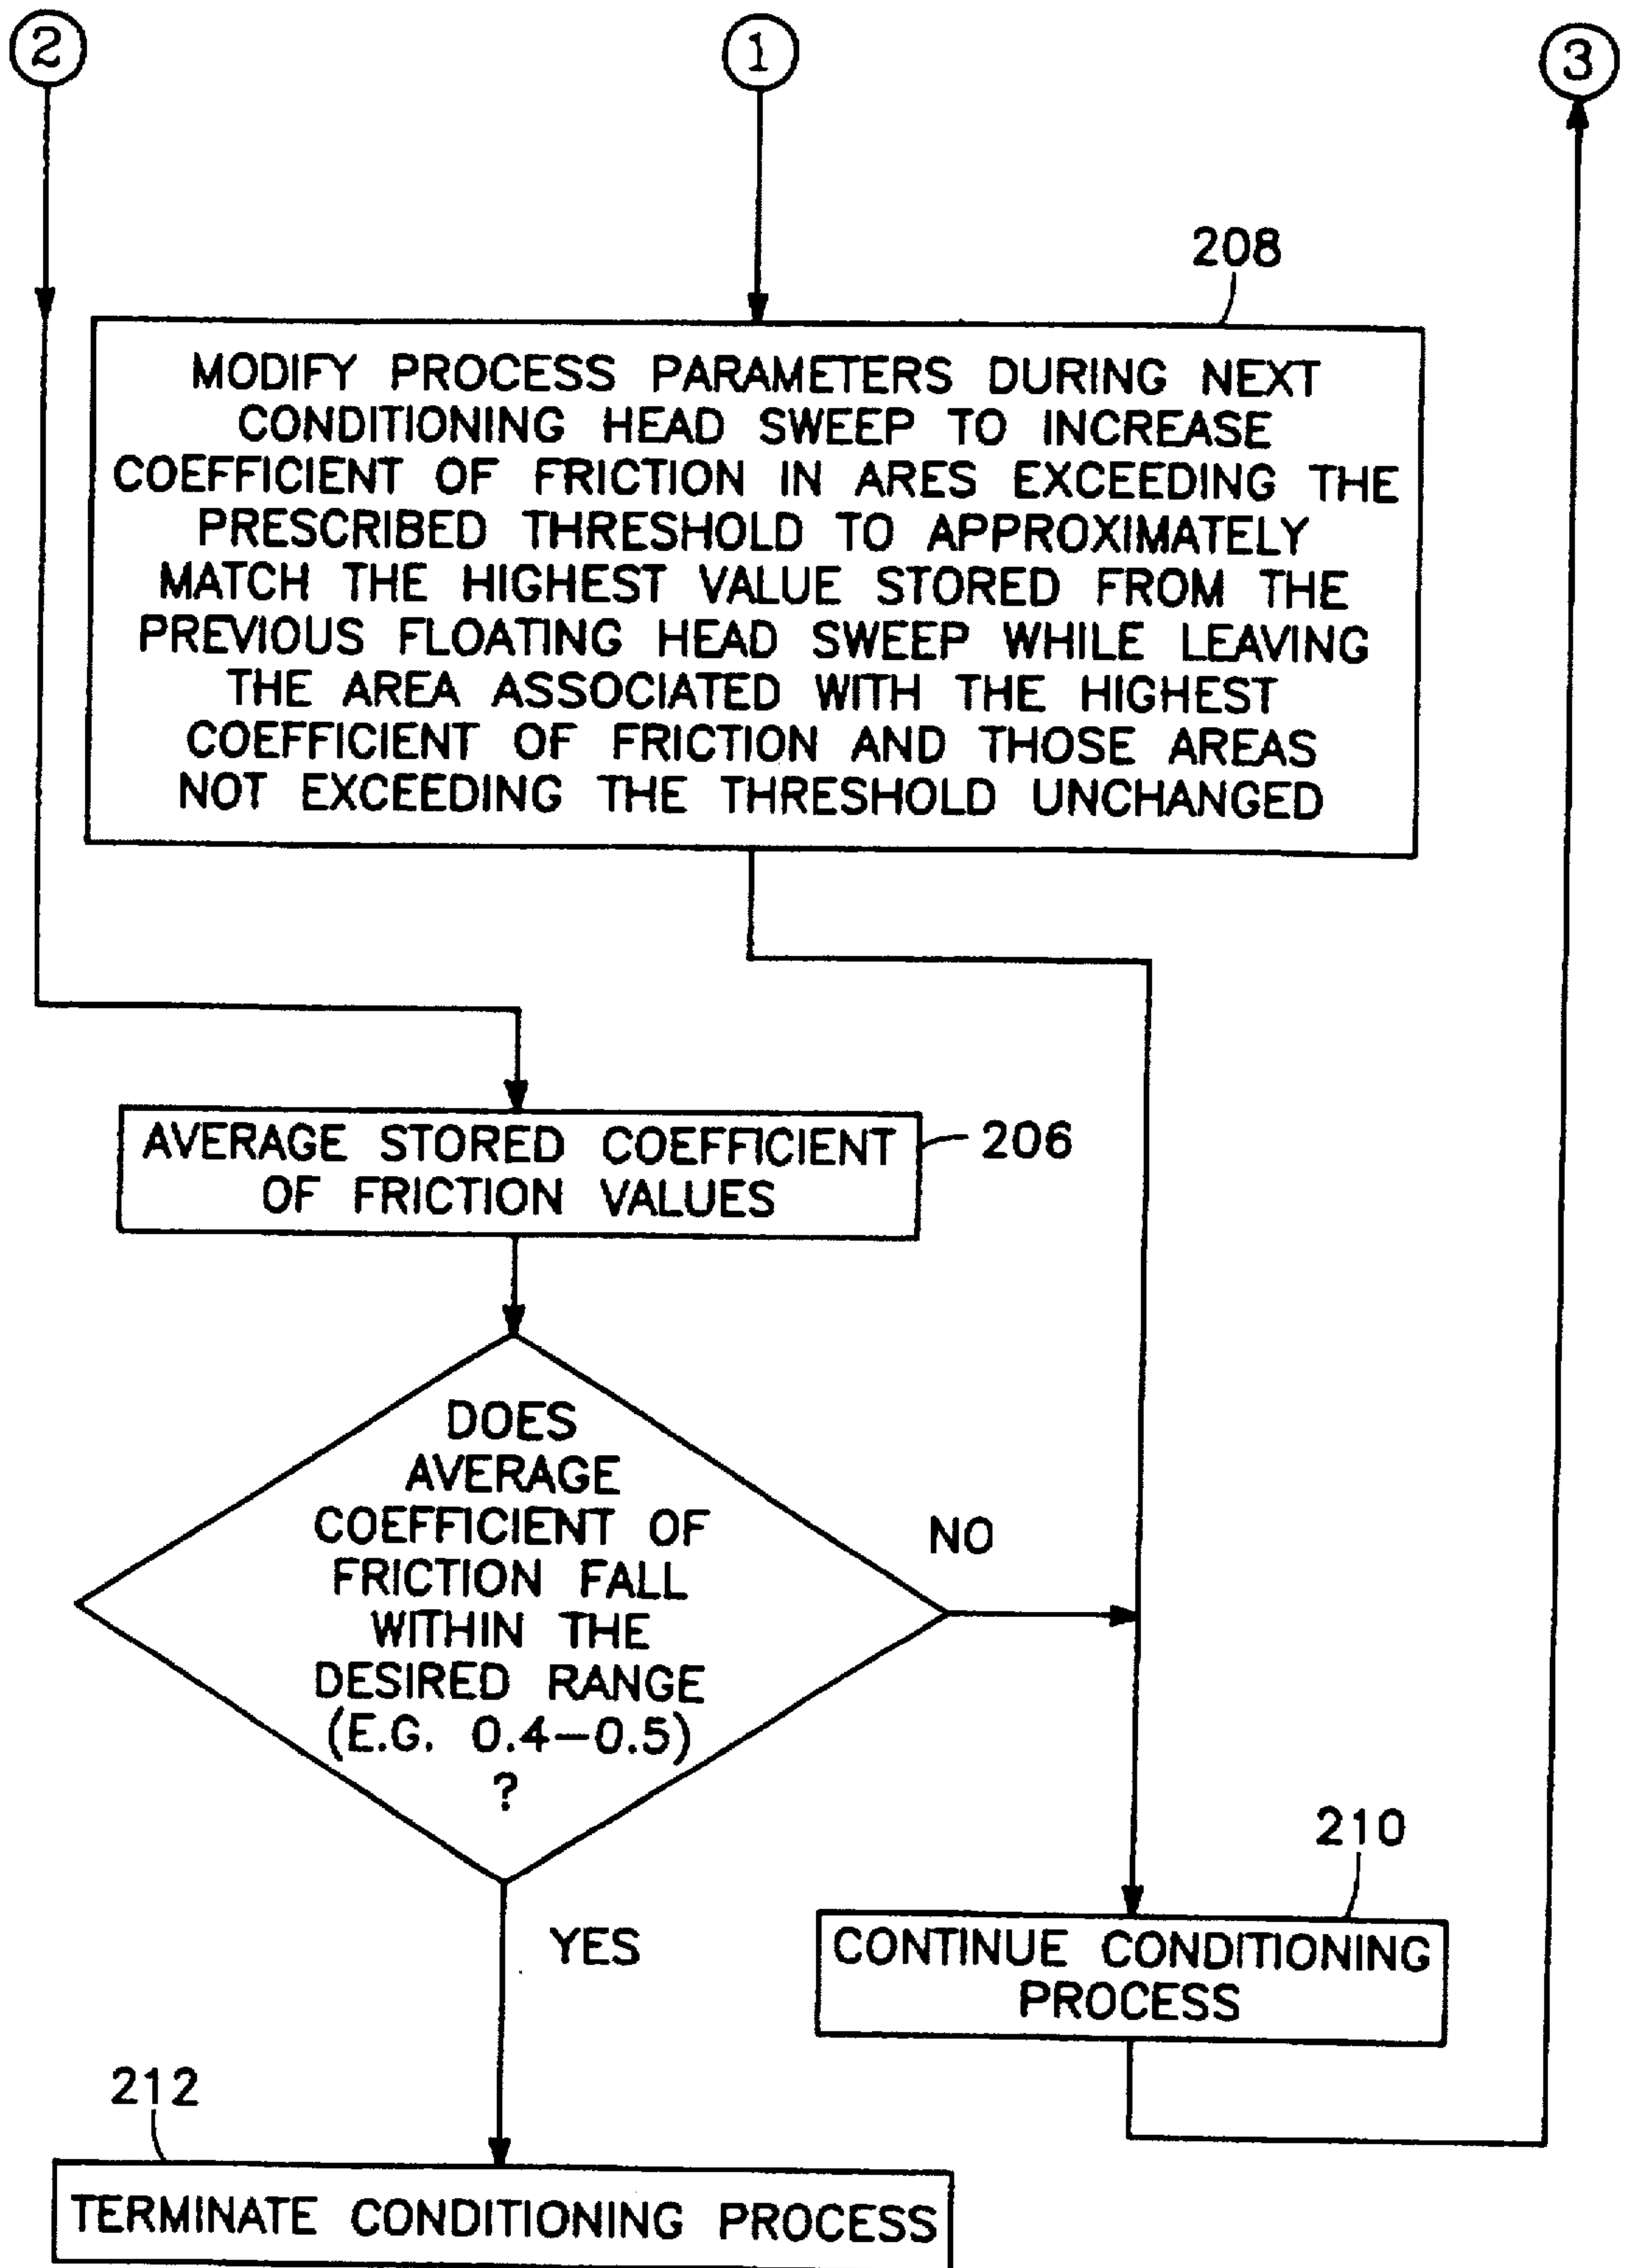 2
1
3
208
MODIFY PROCESS PARAMETERS DURING NEXT
CONDITIONING HEAD SWEEP TO INCREASE
COEFFICIENT OF FRICTION IN ARES EXCEEDING THE
PRESCRIBED THRESHOLD TO APPROXIMATELY
MATCH THE HIGHEST VALUE STORED FROM THE
PREVIOUS FLOATING HEAD SWEEP WHILE LEAVING
THE AREA ASSOCIATED WITH THE HIGHEST
COEFFICIENT OF FRICTION AND THOSE AREAS
NOT EXCEEDING THE THRESHOLD UNCHANGED
AVERAGE STORED COEFFICIENT
OF FRICTION VALUES
206
DOES
AVERAGE
COEFFICIENT OF
FRICTION FALL
WITHIN THE
DESIRED RANGE
(E.G. 0.4–0.5)
?
NO
YES
210
CONTINUE CONDITIONING
PROCESS
212
TERMINATE CONDITIONING PROCESS